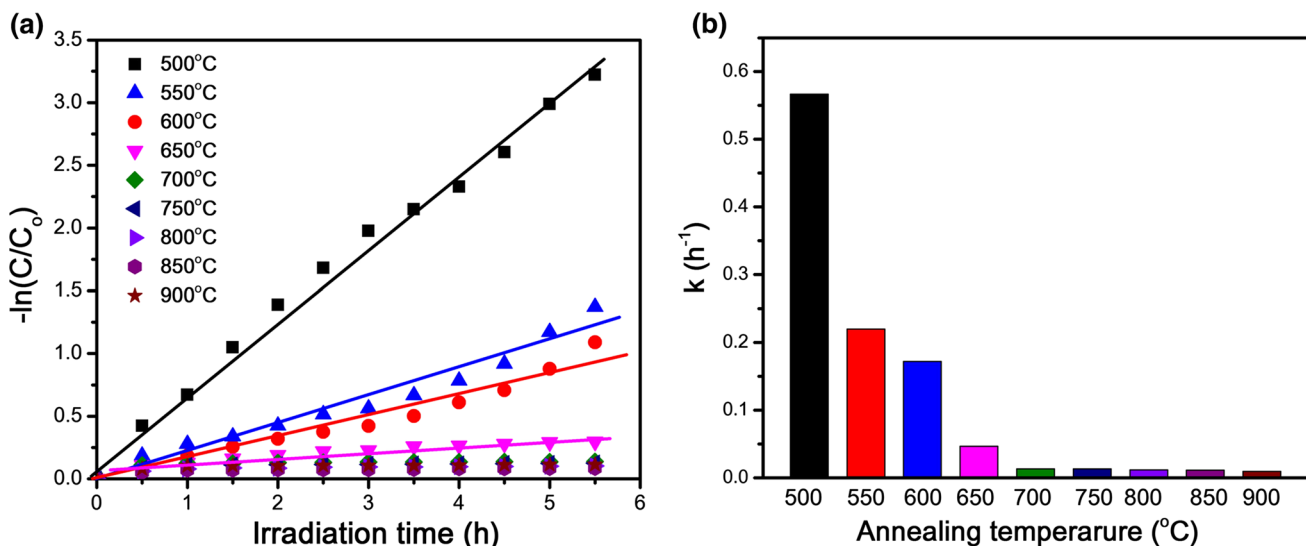 (a)
-ln(C/Cₒ)
3.5
3.0
2.5
2.0
1.5
1.0
0.5
0.0
500°C
550°C
600°C
650°C
700°C
750°C
800°C
850°C
900°C
0 1 2 3 4 5 6
Irradiation time (h)
(b)
k (h⁻¹)
0.6
0.5
0.4
0.3
0.2
0.1
0.0
500 550 600 650 700 750 800 850 900
Annealing temperarure (°C)